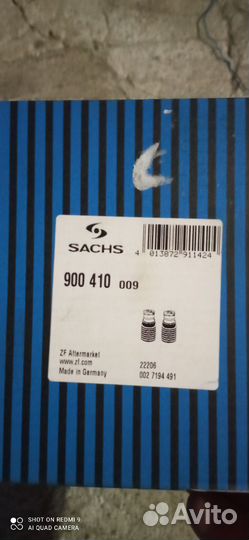 SACHS
4 013872 911424
900 410 009
ZF Aftermarket
www.zf.com
Made in Germany
22206
002 7194 491
SHOT ON REDMI 9
AI QUAD CAMERA
Avito